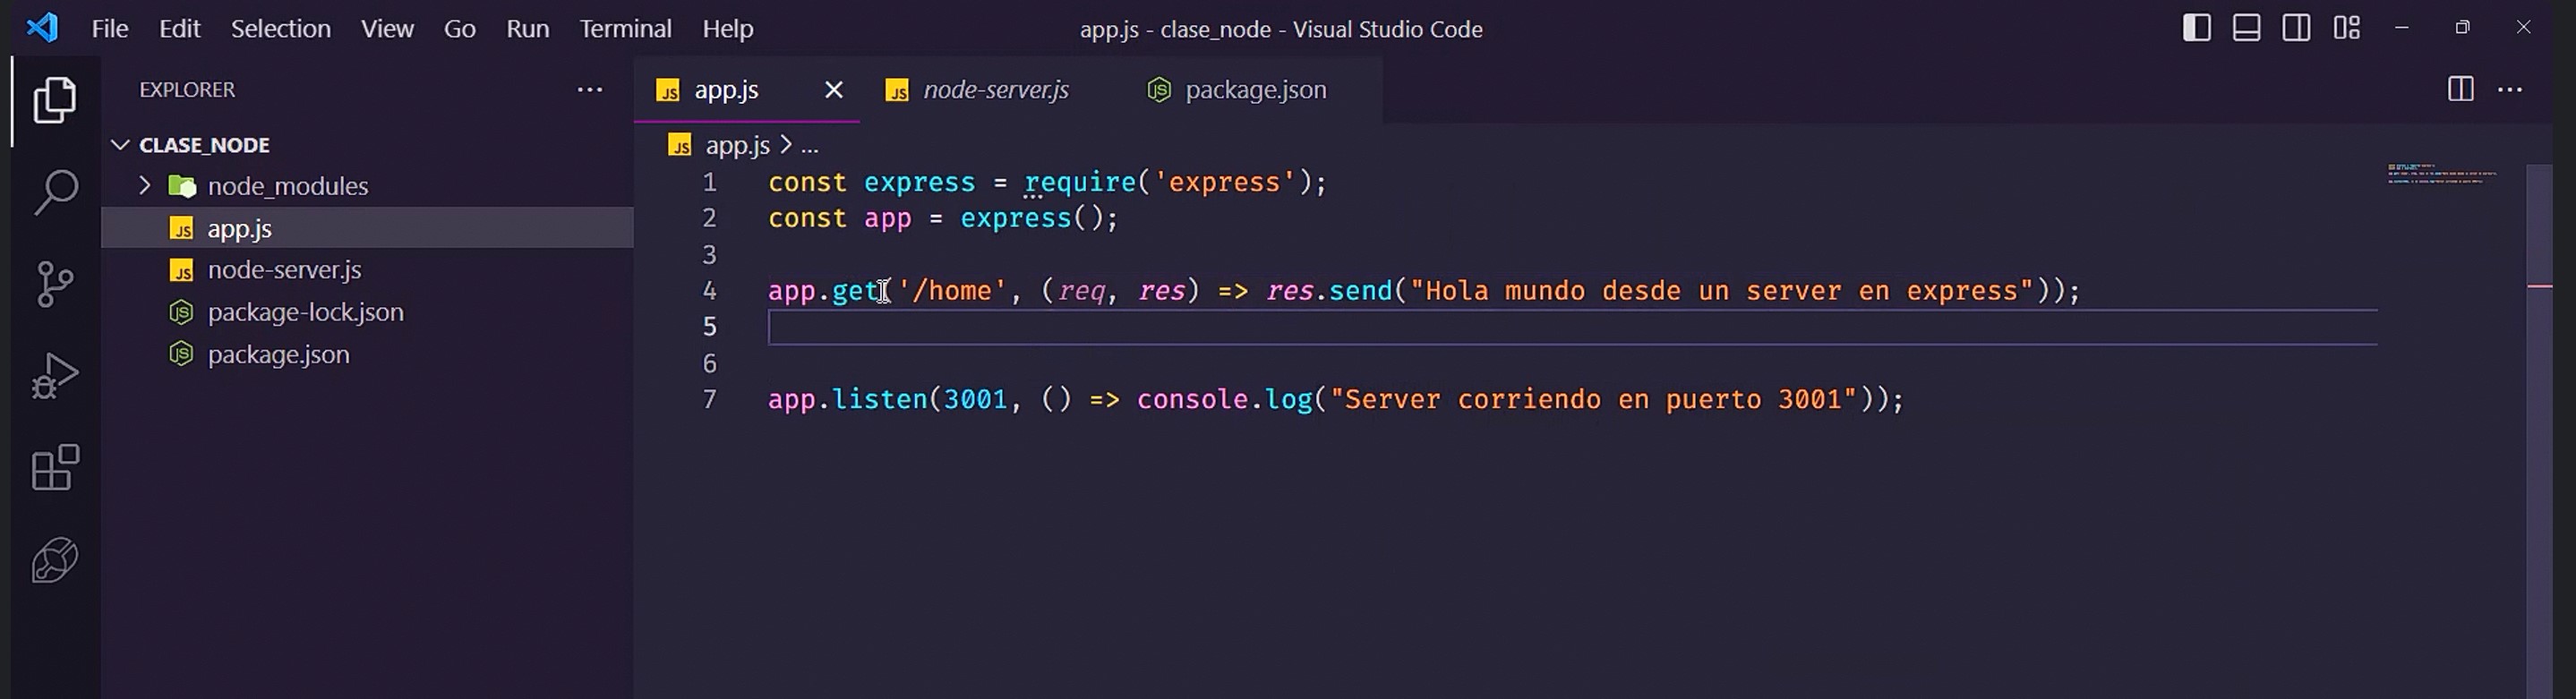 File Edit Selection View Go Run Terminal Help
app.js - clase_node - Visual Studio Code
EXPLORER
CLASE_NODE
node_modules
app.js
node-server.js
package-lock.json
package.json
app.js node-server.js package.json
app.js > ...
1 const express = require('express');
2 const app = express();
3
4 app.get('/home', (req, res) => res.send("Hola mundo desde un server en express"));
5
6
7 app.listen(3001, () => console.log("Server corriendo en puerto 3001"));